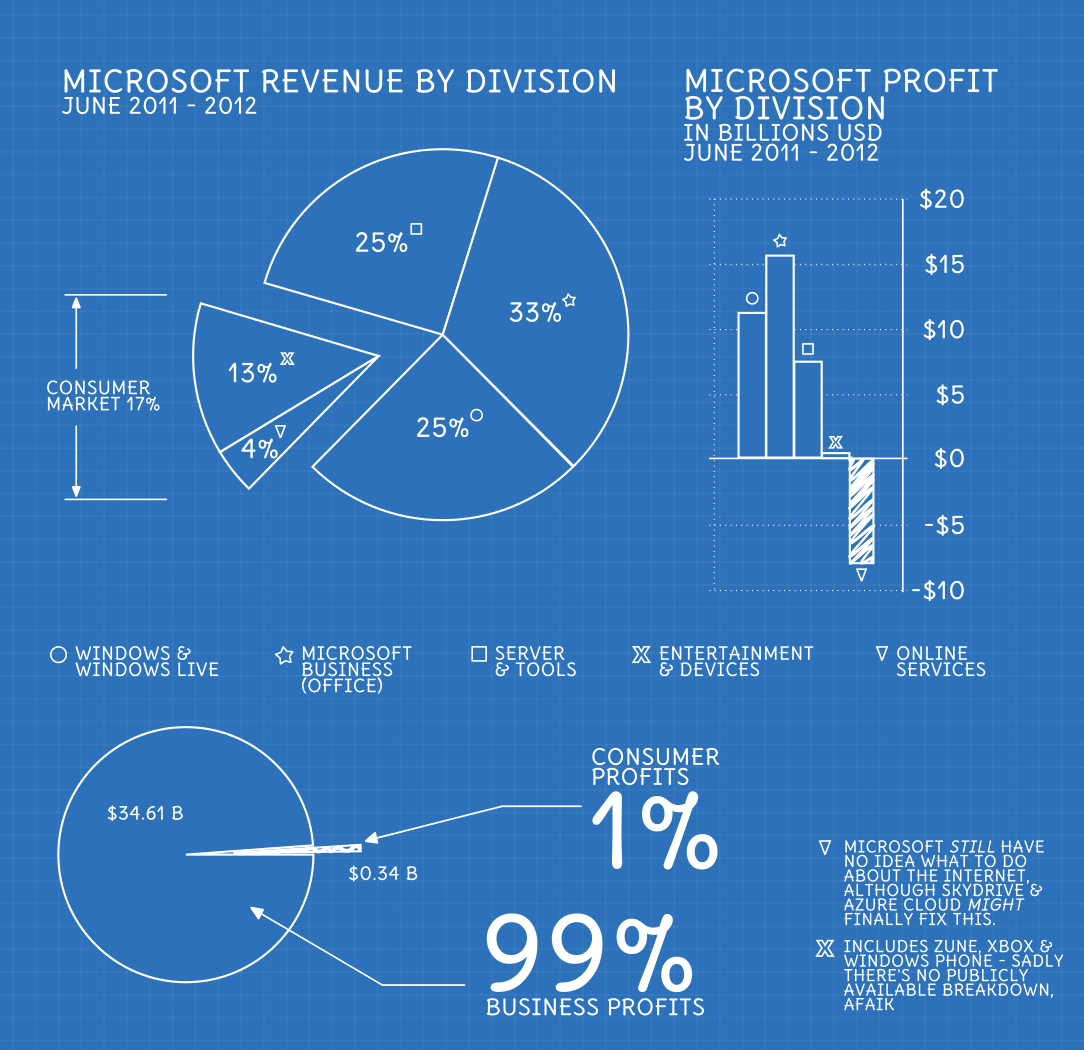 MICROSOFT REVENUE BY DIVISION
JUNE 2011 - 2012
25%
33%
13%
4%
25%
CONSUMER
MARKET 17%
MICROSOFT PROFIT
BY DIVISION
IN BILLIONS USD
JUNE 2011 - 2012
$20
$15
$10
$5
$0
-$5
-$10
WINDOWS &
WINDOWS LIVE
MICROSOFT
BUSINESS
(OFFICE)
SERVER
& TOOLS
ENTERTAINMENT
& DEVICES
ONLINE
SERVICES
$34.61 B
$0.34 B
CONSUMER
PROFITS
1%
99%
BUSINESS PROFITS
MICROSOFT STILL HAVE
NO IDEA WHAT TO DO
ABOUT THE INTERNET,
ALTHOUGH SKYDRIVE &
AZURE CLOUD MIGHT
FINALLY FIX THIS.
INCLUDES ZUNE, XBOX &
WINDOWS PHONE - SADLY
THERE'S NO PUBLICLY
AVAILABLE BREAKDOWN,
AFAIK